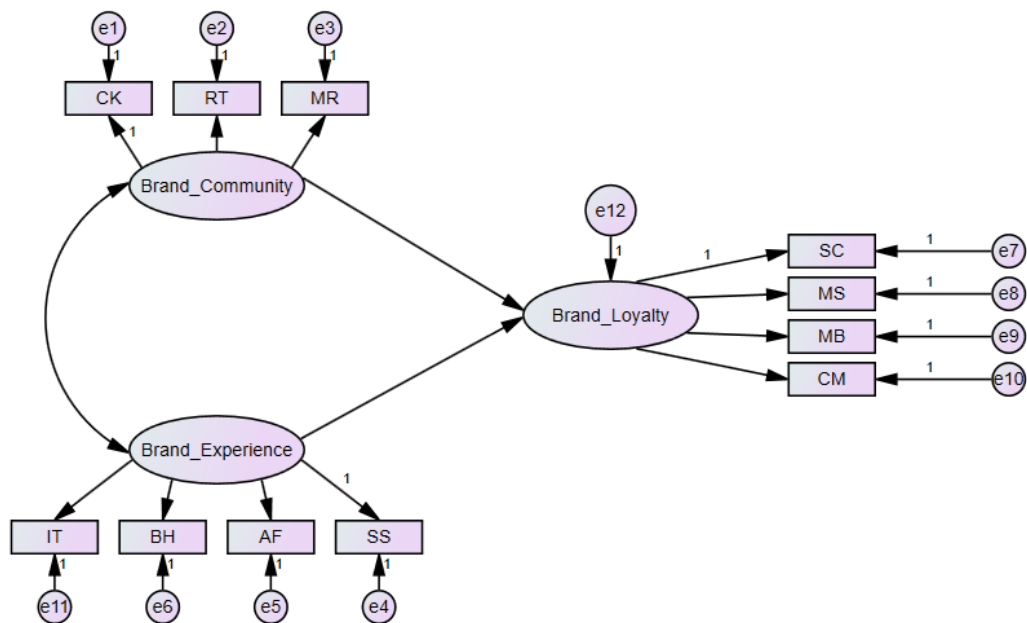 e1 e2 e3
1 1 1
CK RT MR
1
Brand_Community
e12
1
1 SC 1 e7
MS 1 e8
Brand_Loyalty
MB 1 e9
CM 1 e10
Brand_Experience
1
IT BH AF SS
1 1 1 1
e11 e6 e5 e4